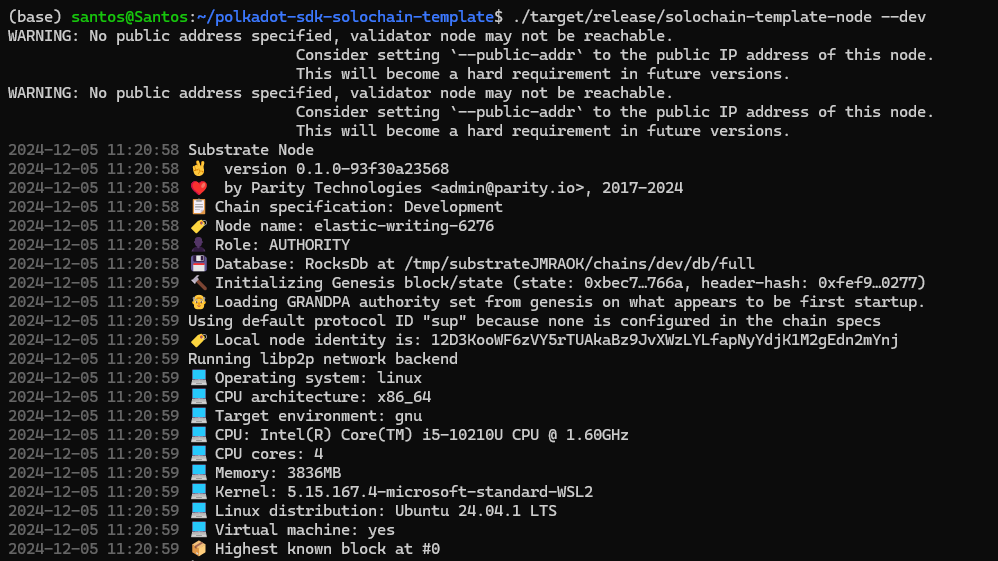 (base) santos@Santos:~/polkadot-sdk-solochain-template$ ./target/release/solochain-template-node --dev
WARNING: No public address specified, validator node may not be reachable.
Consider setting `--public-addr` to the public IP address of this node.
This will become a hard requirement in future versions.
WARNING: No public address specified, validator node may not be reachable.
Consider setting `--public-addr` to the public IP address of this node.
This will become a hard requirement in future versions.
2024-12-05 11:20:58 Substrate Node
2024-12-05 11:20:58 ✌️ version 0.1.0-93f30a23568
2024-12-05 11:20:58 ❤️ by Parity Technologies <admin@parity.io>, 2017-2024
2024-12-05 11:20:58 📋 Chain specification: Development
2024-12-05 11:20:58 🏷 Node name: elastic-writing-6276
2024-12-05 11:20:58 👤 Role: AUTHORITY
2024-12-05 11:20:58 💾 Database: RocksDb at /tmp/substrateJMRAOK/chains/dev/db/full
2024-12-05 11:20:58 🔨 Initializing Genesis block/state (state: 0xbec7…766a, header-hash: 0xfef9…0277)
2024-12-05 11:20:58 👴 Loading GRANDPA authority set from genesis on what appears to be first startup.
2024-12-05 11:20:59 Using default protocol ID "sup" because none is configured in the chain specs
2024-12-05 11:20:59 🏷 Local node identity is: 12D3KooWF6zVY5rTUAkaBz9JvXWzLYLfapNyYdjK1M2gEdn2mYnj
2024-12-05 11:20:59 Running libp2p network backend
2024-12-05 11:20:59 💻 Operating system: linux
2024-12-05 11:20:59 💻 CPU architecture: x86_64
2024-12-05 11:20:59 💻 Target environment: gnu
2024-12-05 11:20:59 💻 CPU: Intel(R) Core(TM) i5-10210U CPU @ 1.60GHz
2024-12-05 11:20:59 💻 CPU cores: 4
2024-12-05 11:20:59 💻 Memory: 3836MB
2024-12-05 11:20:59 💻 Kernel: 5.15.167.4-microsoft-standard-WSL2
2024-12-05 11:20:59 💻 Linux distribution: Ubuntu 24.04.1 LTS
2024-12-05 11:20:59 💻 Virtual machine: yes
2024-12-05 11:20:59 📦 Highest known block at #0